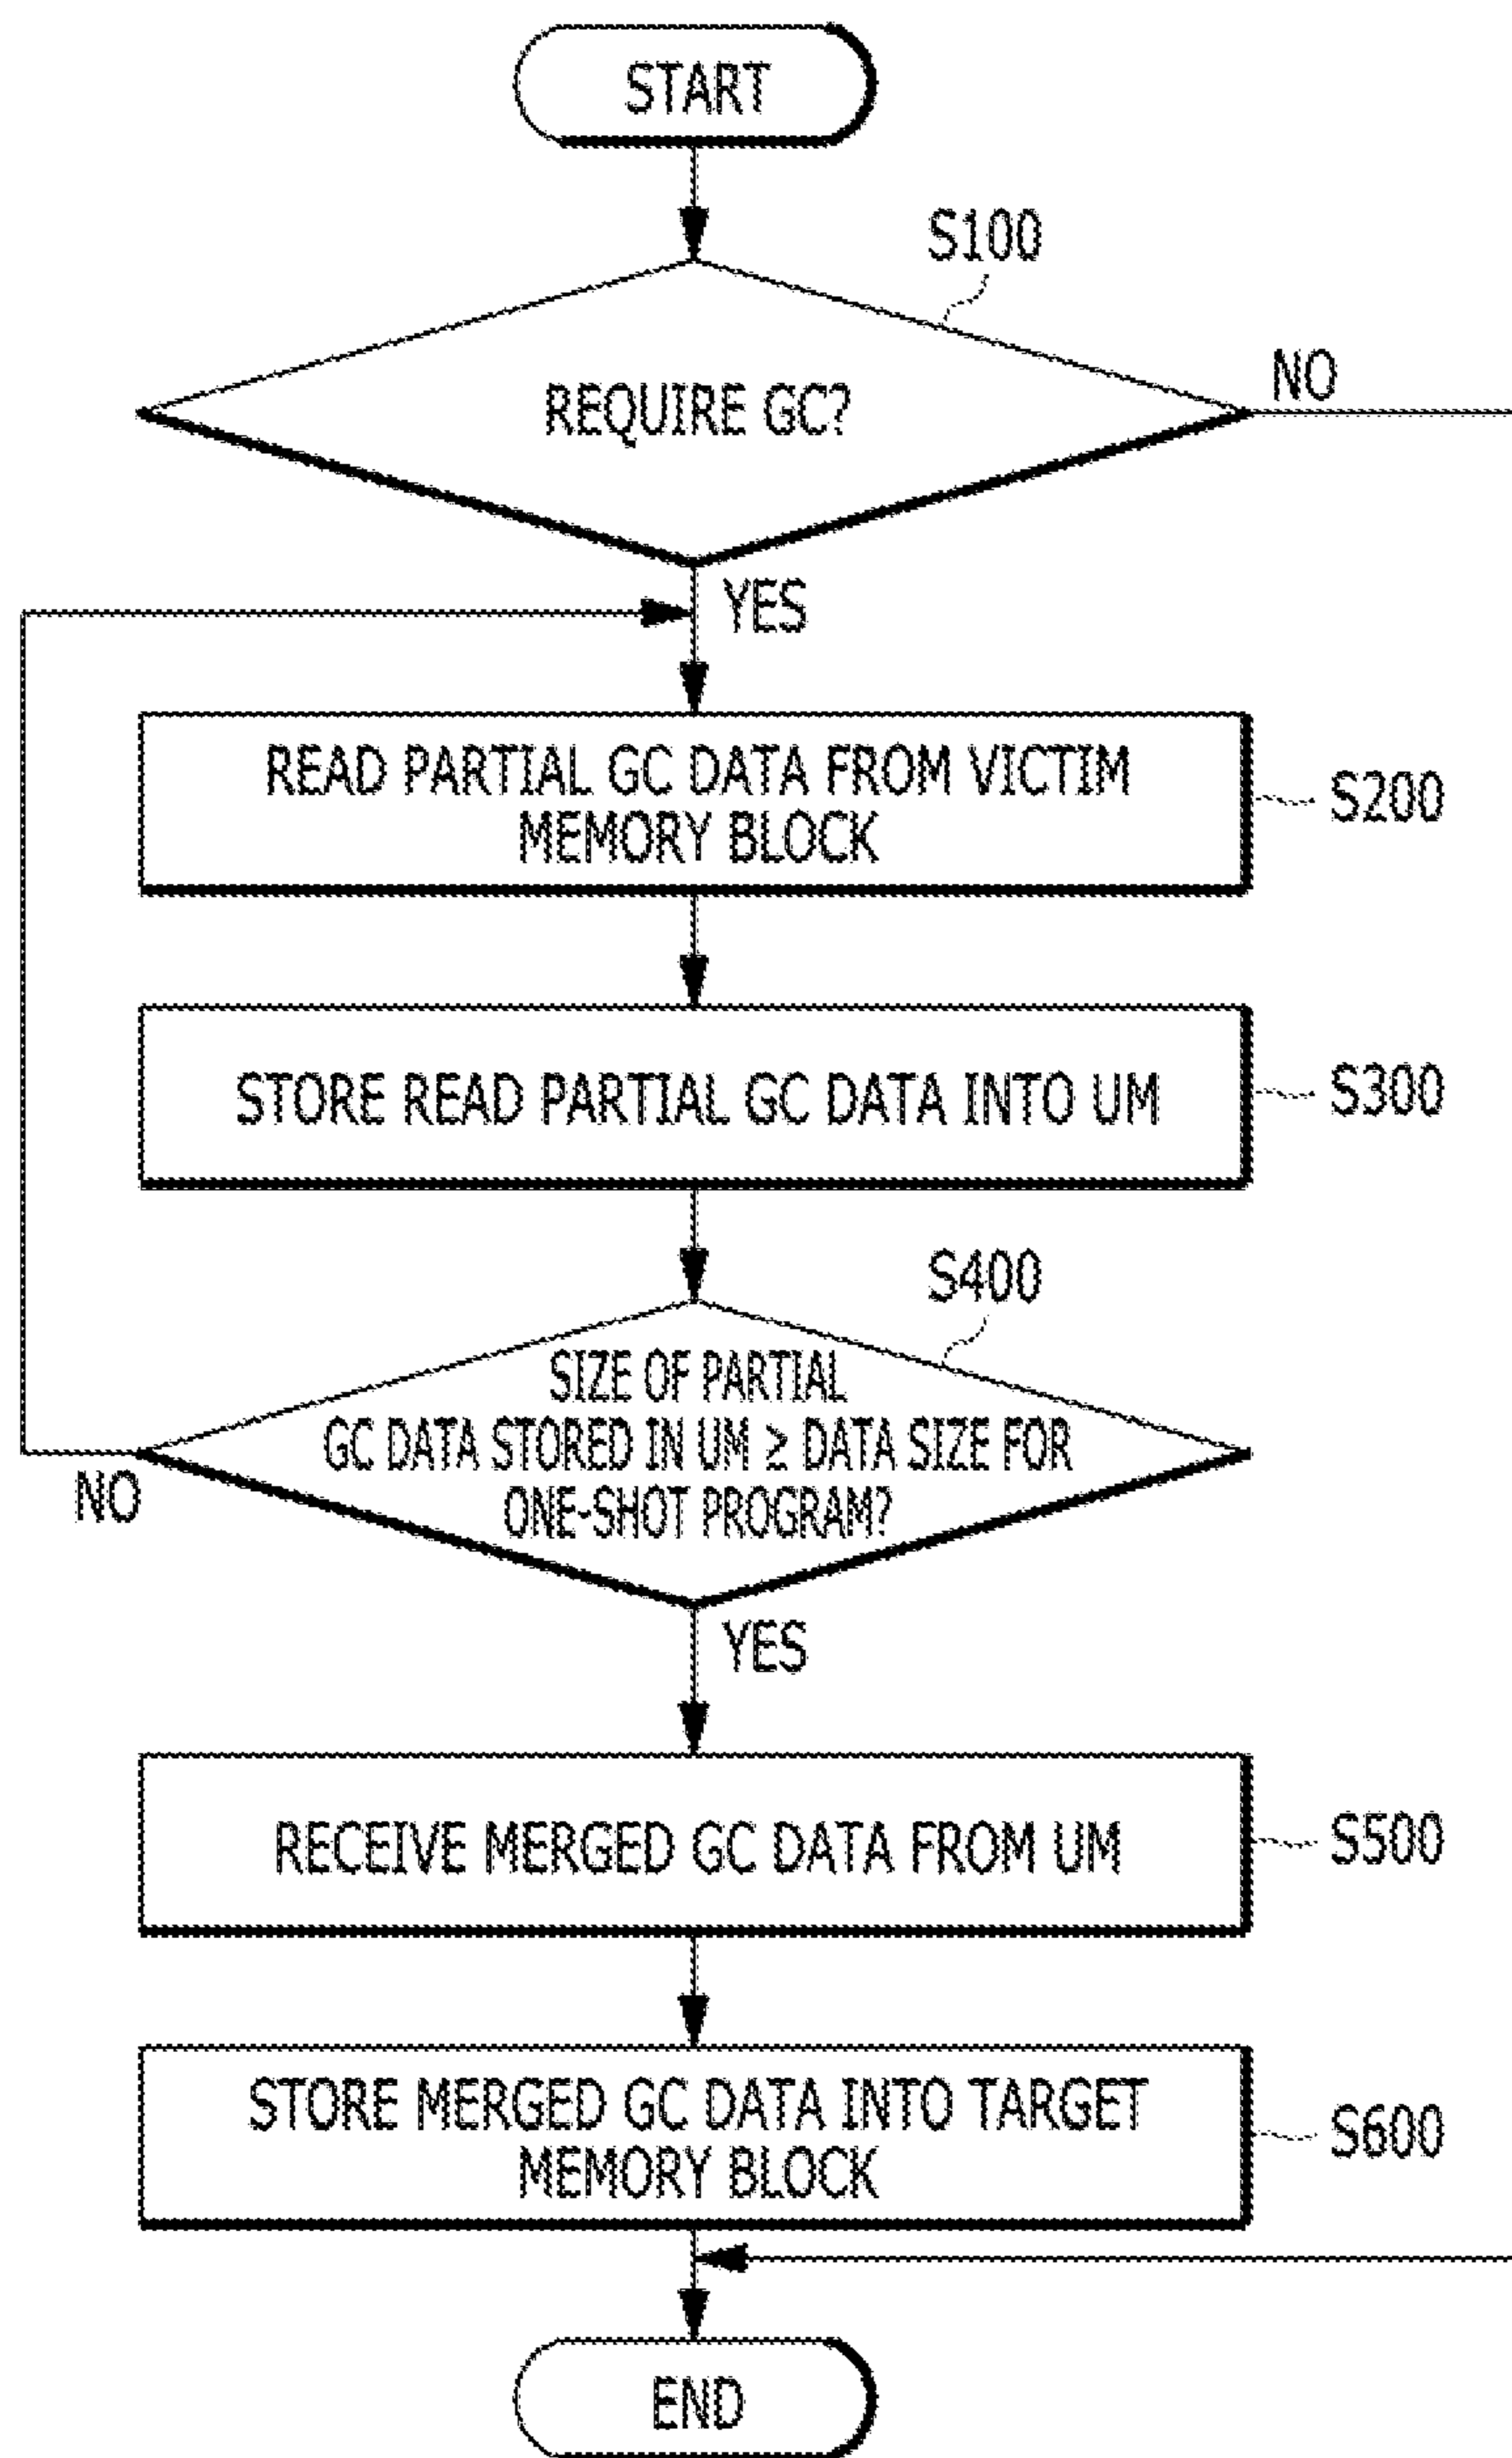 START
S100
REQUIRE GC?
NO
YES
READ PARTIAL GC DATA FROM VICTIM
MEMORY BLOCK
S200
STORE READ PARTIAL GC DATA INTO UM
S300
S400
SIZE OF PARTIAL
GC DATA STORED IN UM ≥ DATA SIZE FOR
ONE-SHOT PROGRAM?
NO
YES
RECEIVE MERGED GC DATA FROM UM
S500
STORE MERGED GC DATA INTO TARGET
MEMORY BLOCK
S600
END